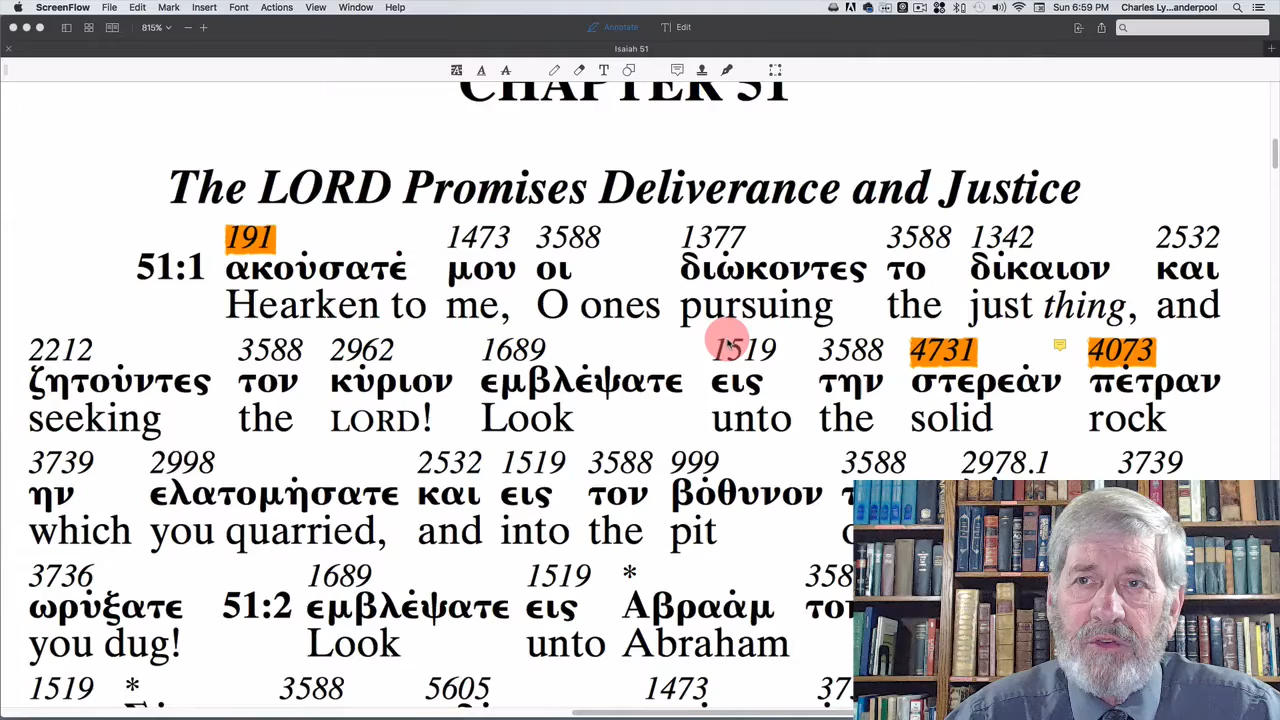 ScreenFlow File Edit Mark Insert Font Actions View Window Help Sun 6:59 PM Charles Ly...anderpool
815% Annotate Edit
Isaiah 51
CHAPTER 51
The LORD Promises Deliverance and Justice
191 1473 3588 1377 3588 1342 2532
51:1 ακούσατέ μου οι διώκοντες το δίκαιον και
Hearken to me, O ones pursuing the just thing, and
2212 3588 2962 1689 1519 3588 4731 4073
ζητούντες τον κύριον εμβλέψατε εις την στερεάν πέτραν
seeking the LORD! Look unto the solid rock
3739 2998 2532 1519 3588 999 3588 2978.1 3739
ην ελατομήσατε και εις τον βόθυνον
which you quarried, and into the pit
3736 1689 1519 *
ωρύξατε 51:2 εμβλέψατε εις Αβραάμ
you dug! Look unto Abraham
1519 * 3588 5605 1473